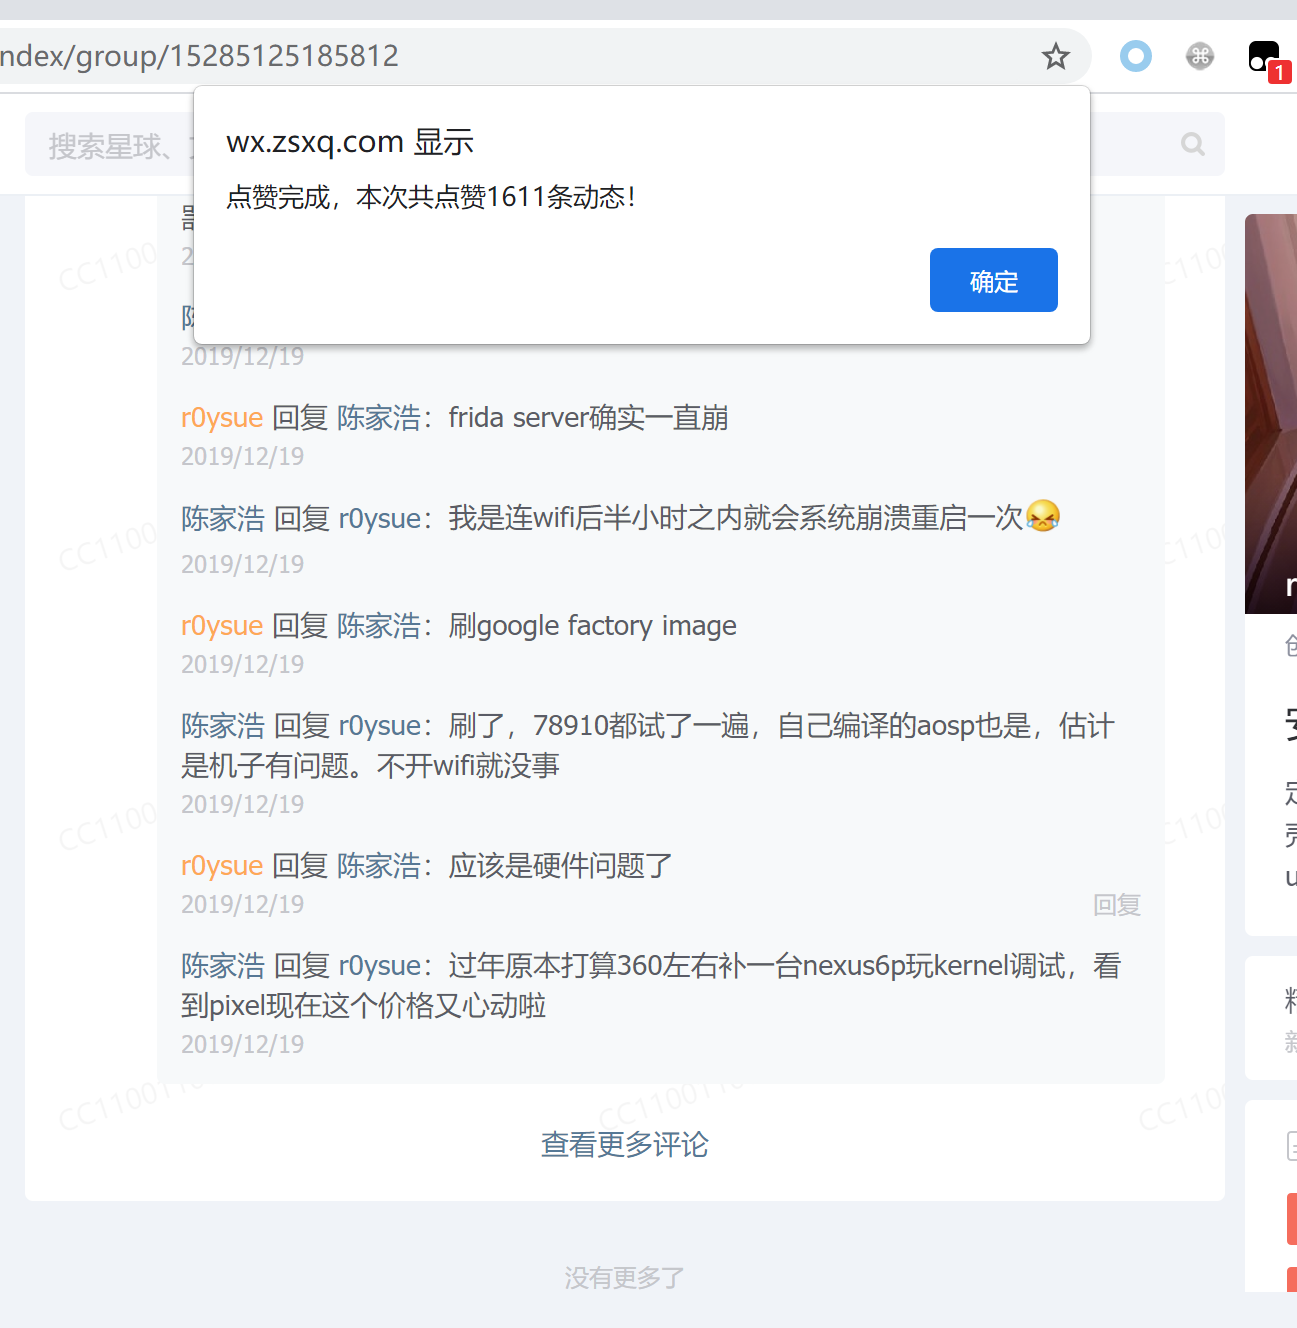 ndex/group/15285125185812
1
搜索星球、
wx.zsxq.com 显示
点赞完成，本次共点赞1611条动态！
确定
2019/12/19
r0ysue 回复 陈家浩：frida server确实一直崩
2019/12/19
陈家浩 回复 r0ysue：我是连wifi后半小时之内就会系统崩溃重启一次
2019/12/19
r0ysue 回复 陈家浩：刷google factory image
2019/12/19
陈家浩 回复 r0ysue：刷了，78910都试了一遍，自己编译的aosp也是，估计
是机子有问题。不开wifi就没事
2019/12/19
r0ysue 回复 陈家浩：应该是硬件问题了
2019/12/19
回复
陈家浩 回复 r0ysue：过年原本打算360左右补一台nexus6p玩kernel调试，看
到pixel现在这个价格又心动啦
2019/12/19
查看更多评论
没有更多了
CC1100
CC1100
CC1100
CC110011
CC110011
CC1100